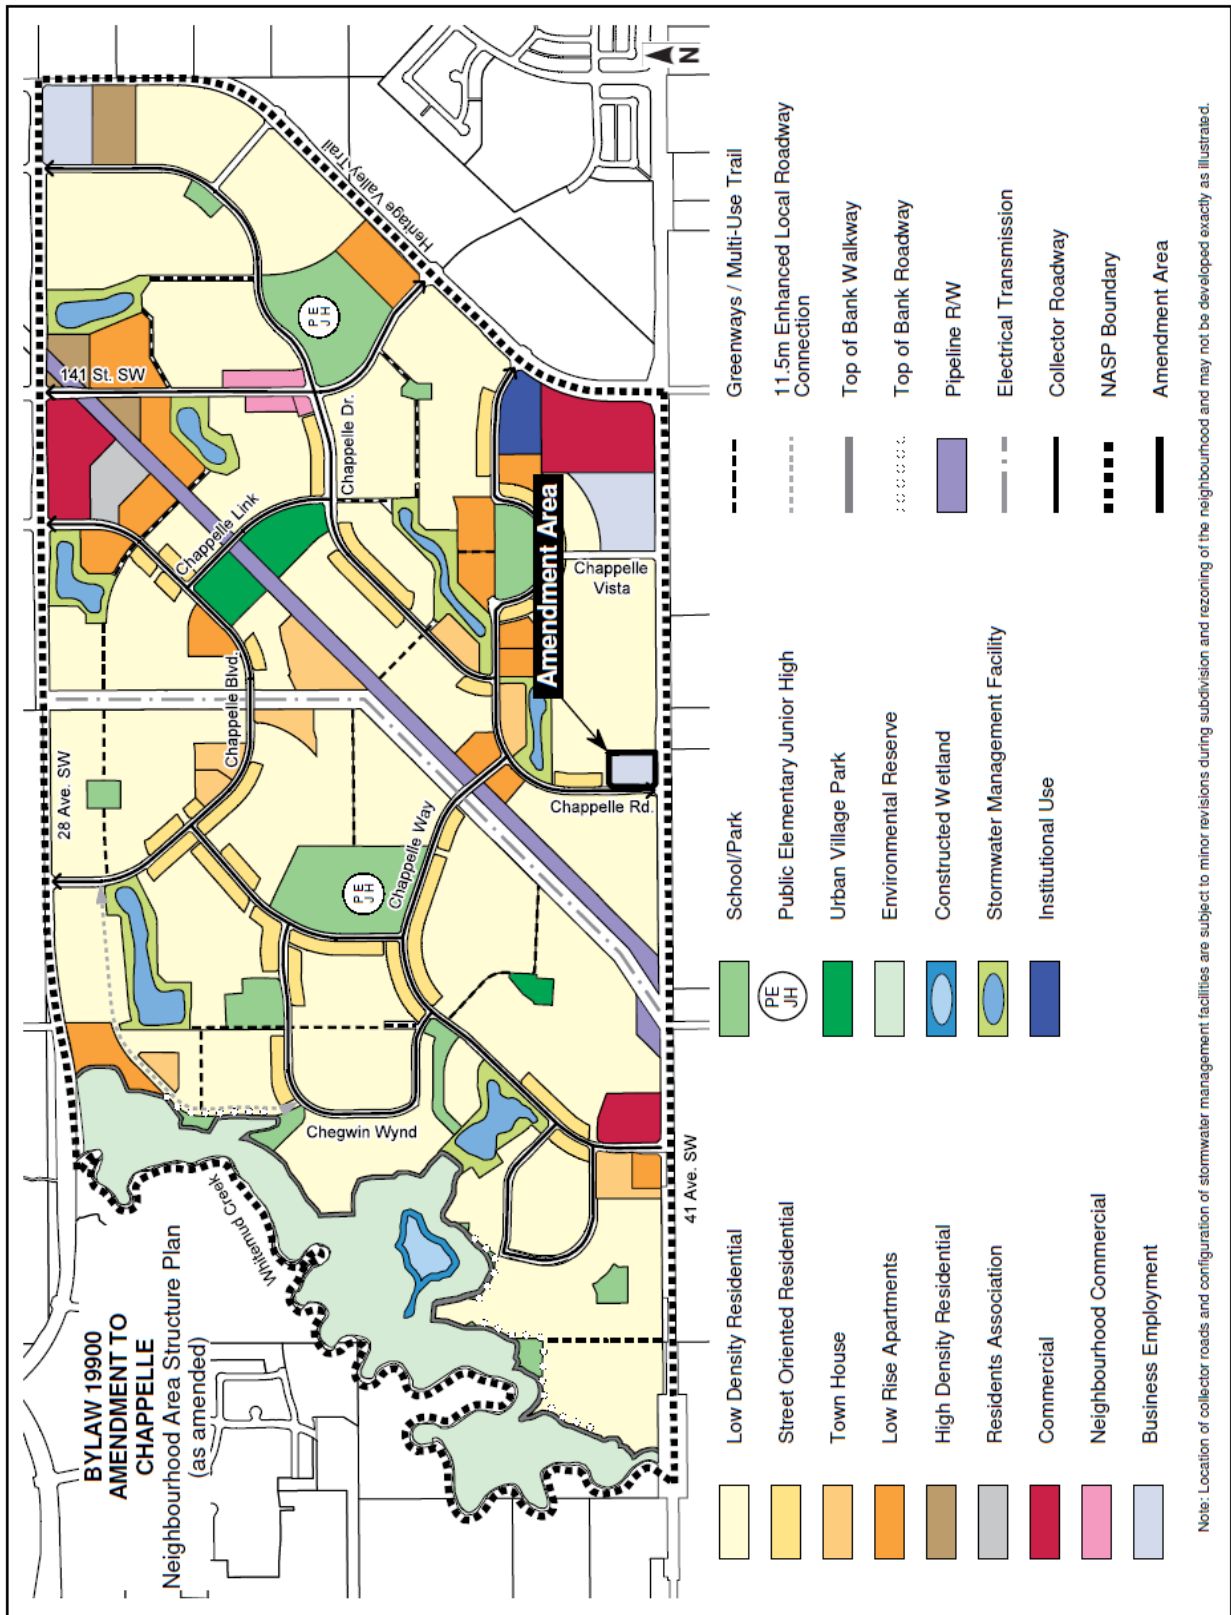 BYLAW 19900
AMENDMENT TO
CHAPPELLE
Neighbourhood Area Structure Plan
(as amended)
Whitemud Creek
28 Ave. SW
141 St. SW
Heritage Valley Trail
Chappelle Blvd.
Chappelle Link
Chappelle Dr.
PE
JH
PE
JH
Chappelle Way
Chegwin Wynd
Chappelle Rd.
Amendment Area
Chappelle
Vista
41 Ave. SW
N
Low Density Residential
Street Oriented Residential
Town House
Low Rise Apartments
High Density Residential
Residents Association
Commercial
Neighbourhood Commercial
Business Employment
School/Park
PE
JH
Public Elementary Junior High
Urban Village Park
Environmental Reserve
Constructed Wetland
Stormwater Management Facility
Institutional Use
Greenways / Multi-Use Trail
11.5m Enhanced Local Roadway
Connection
Top of Bank Walkway
Top of Bank Roadway
Pipeline R/W
Electrical Transmission
Collector Roadway
NASP Boundary
Amendment Area
Note: Location of collector roads and configuration of stormwater management facilities are subject to minor revisions during subdivision and rezoning of the neighbourhood and may not be developed exactly as illustrated.